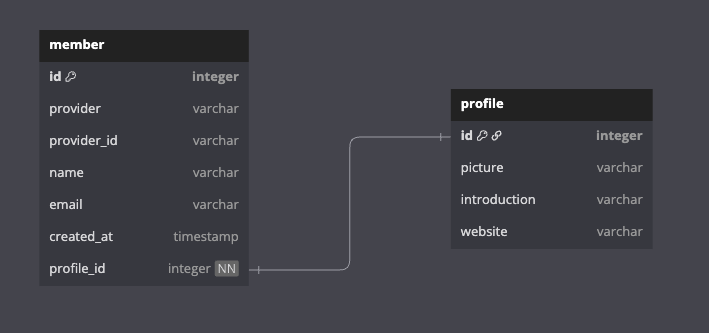 member
id integer
provider varchar
provider_id varchar
name varchar
email varchar
created_at timestamp
profile_id integer NN
profile
id integer
picture varchar
introduction varchar
website varchar